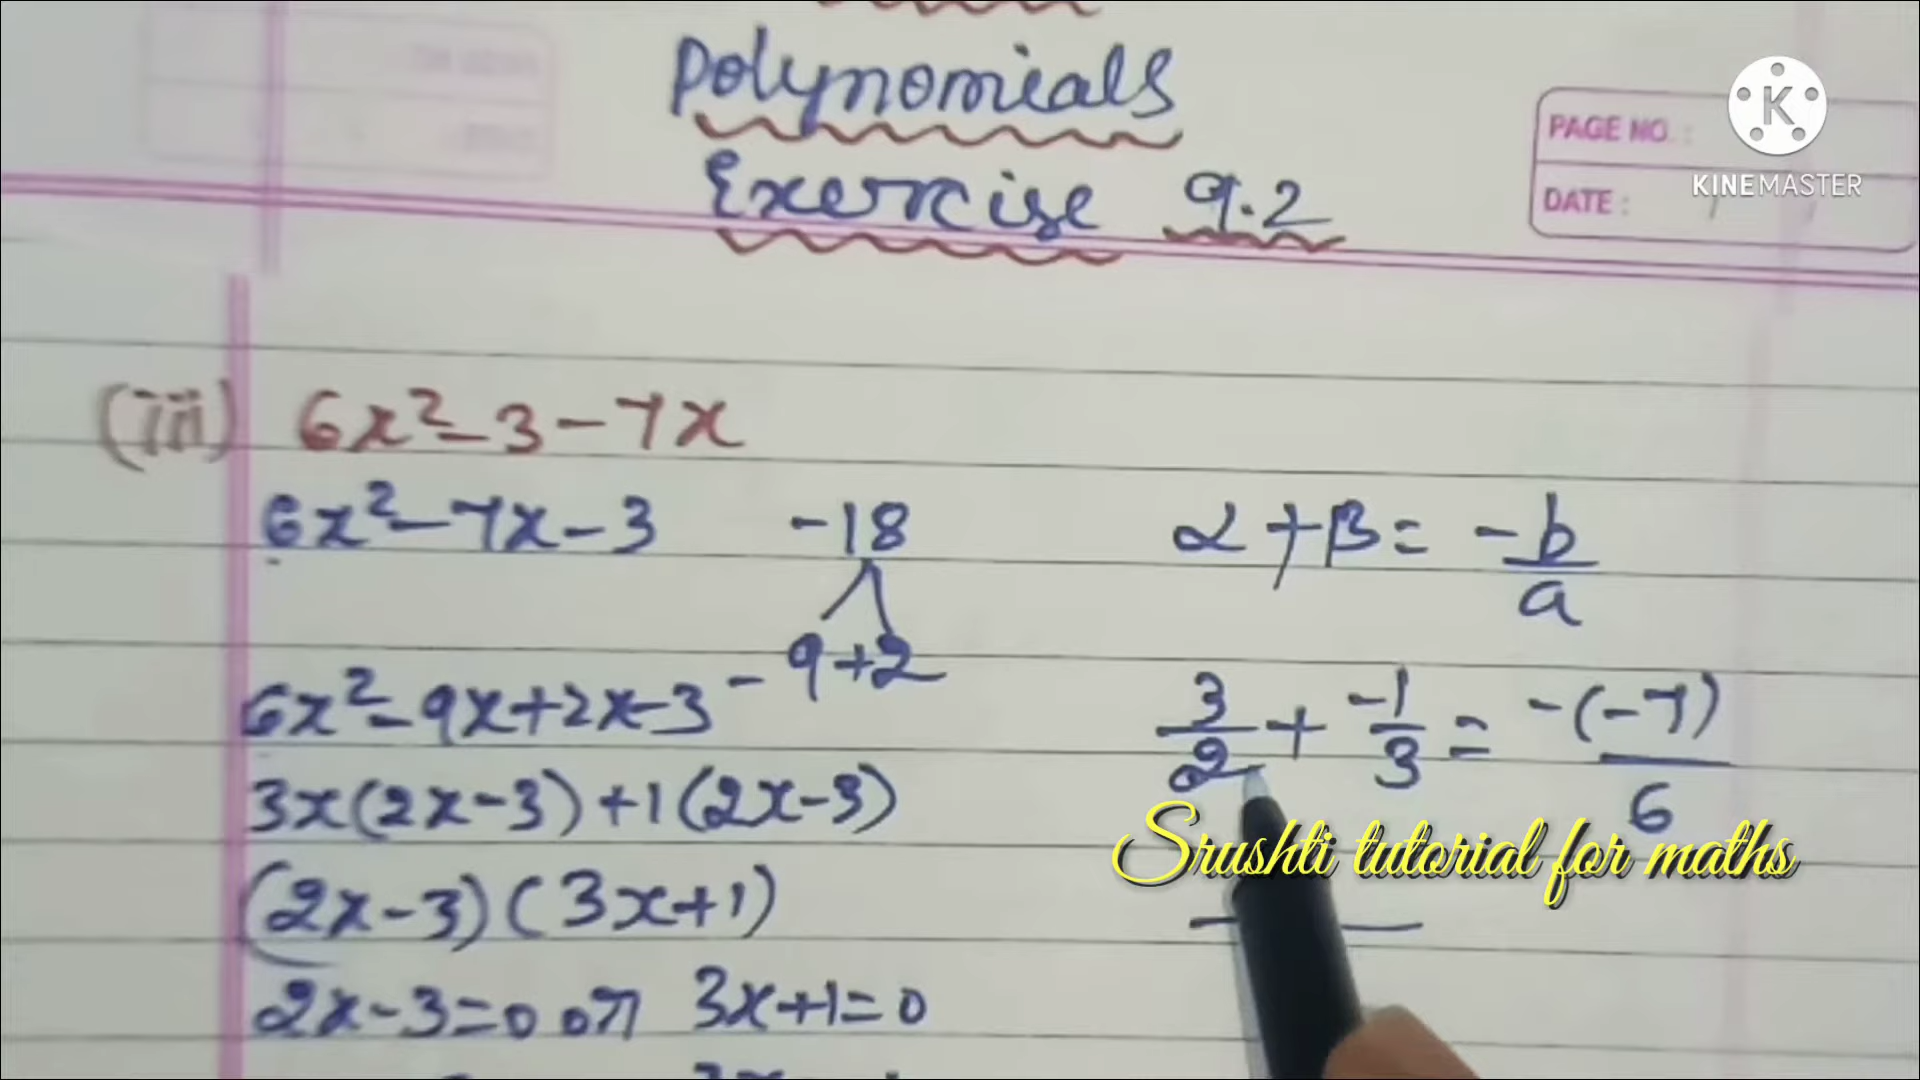 Polynomials
Exercise 9.2
PAGE NO. :
DATE :
KINEMASTER
(iii) 6x²-3-7x
6x²-7x-3
-18
-9+2
6x²-9x+2x-3
3x(2x-3)+1(2x-3)
(2x-3)(3x+1)
2x-3=0 or 3x+1=0
α+β= -b/a
3/2 + -1/3 = -(-7)/6
Srushti tutorial for maths